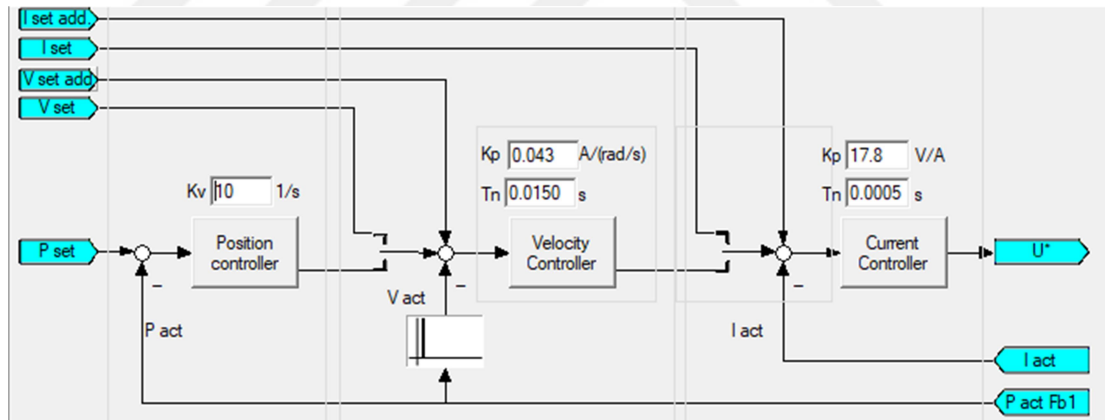 I set add.
I set
V set add
V set
Kp 0.043 A/(rad/s)
Kp 17.8 V/A
Kv 10 1/s
Tn 0.0150 s
Tn 0.0005 s
P set
Position
controller
Velocity
Controller
Current
Controller
U*
–
–
–
V act
P act
I act
I act
P act Fb1